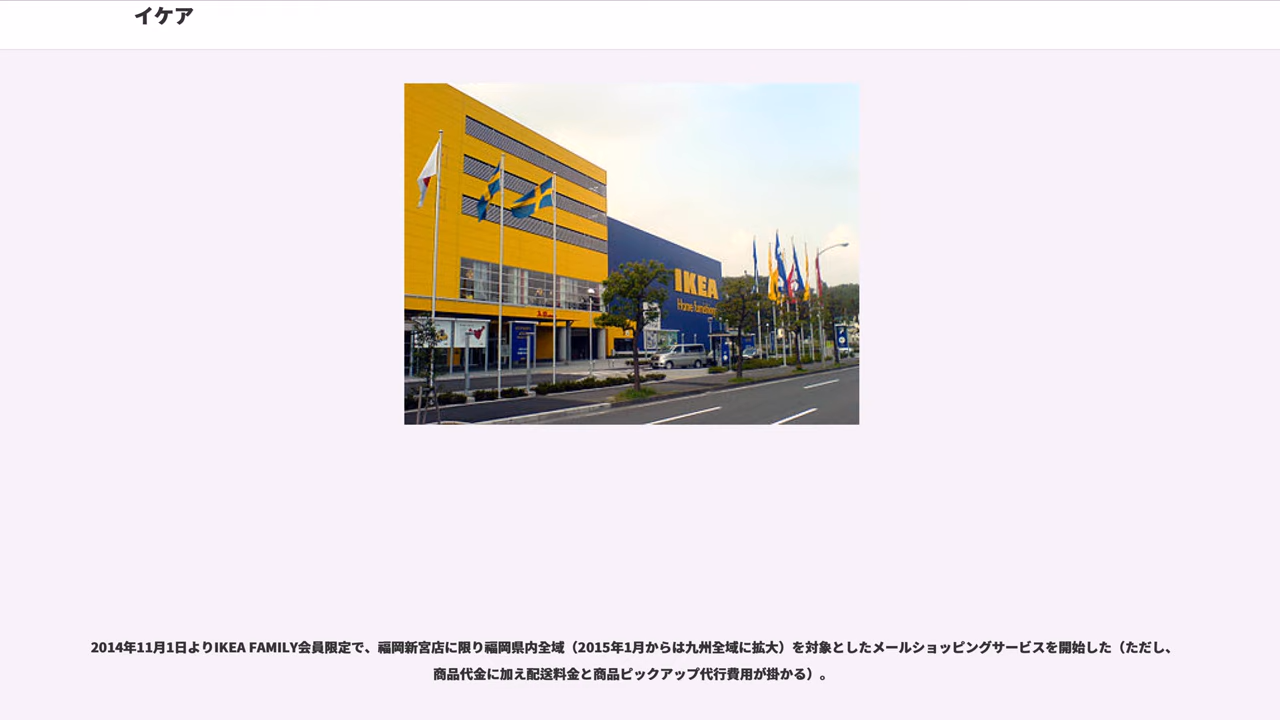 イケア
IKEA
Home furnishings
2014年11月1日よりIKEA FAMILY会員限定で、福岡新宮店に限り福岡県内全域（2015年1月からは九州全域に拡大）を対象としたメールショッピングサービスを開始した（ただし、
商品代金に加え配送料金と商品ピックアップ代行費用が掛かる）。